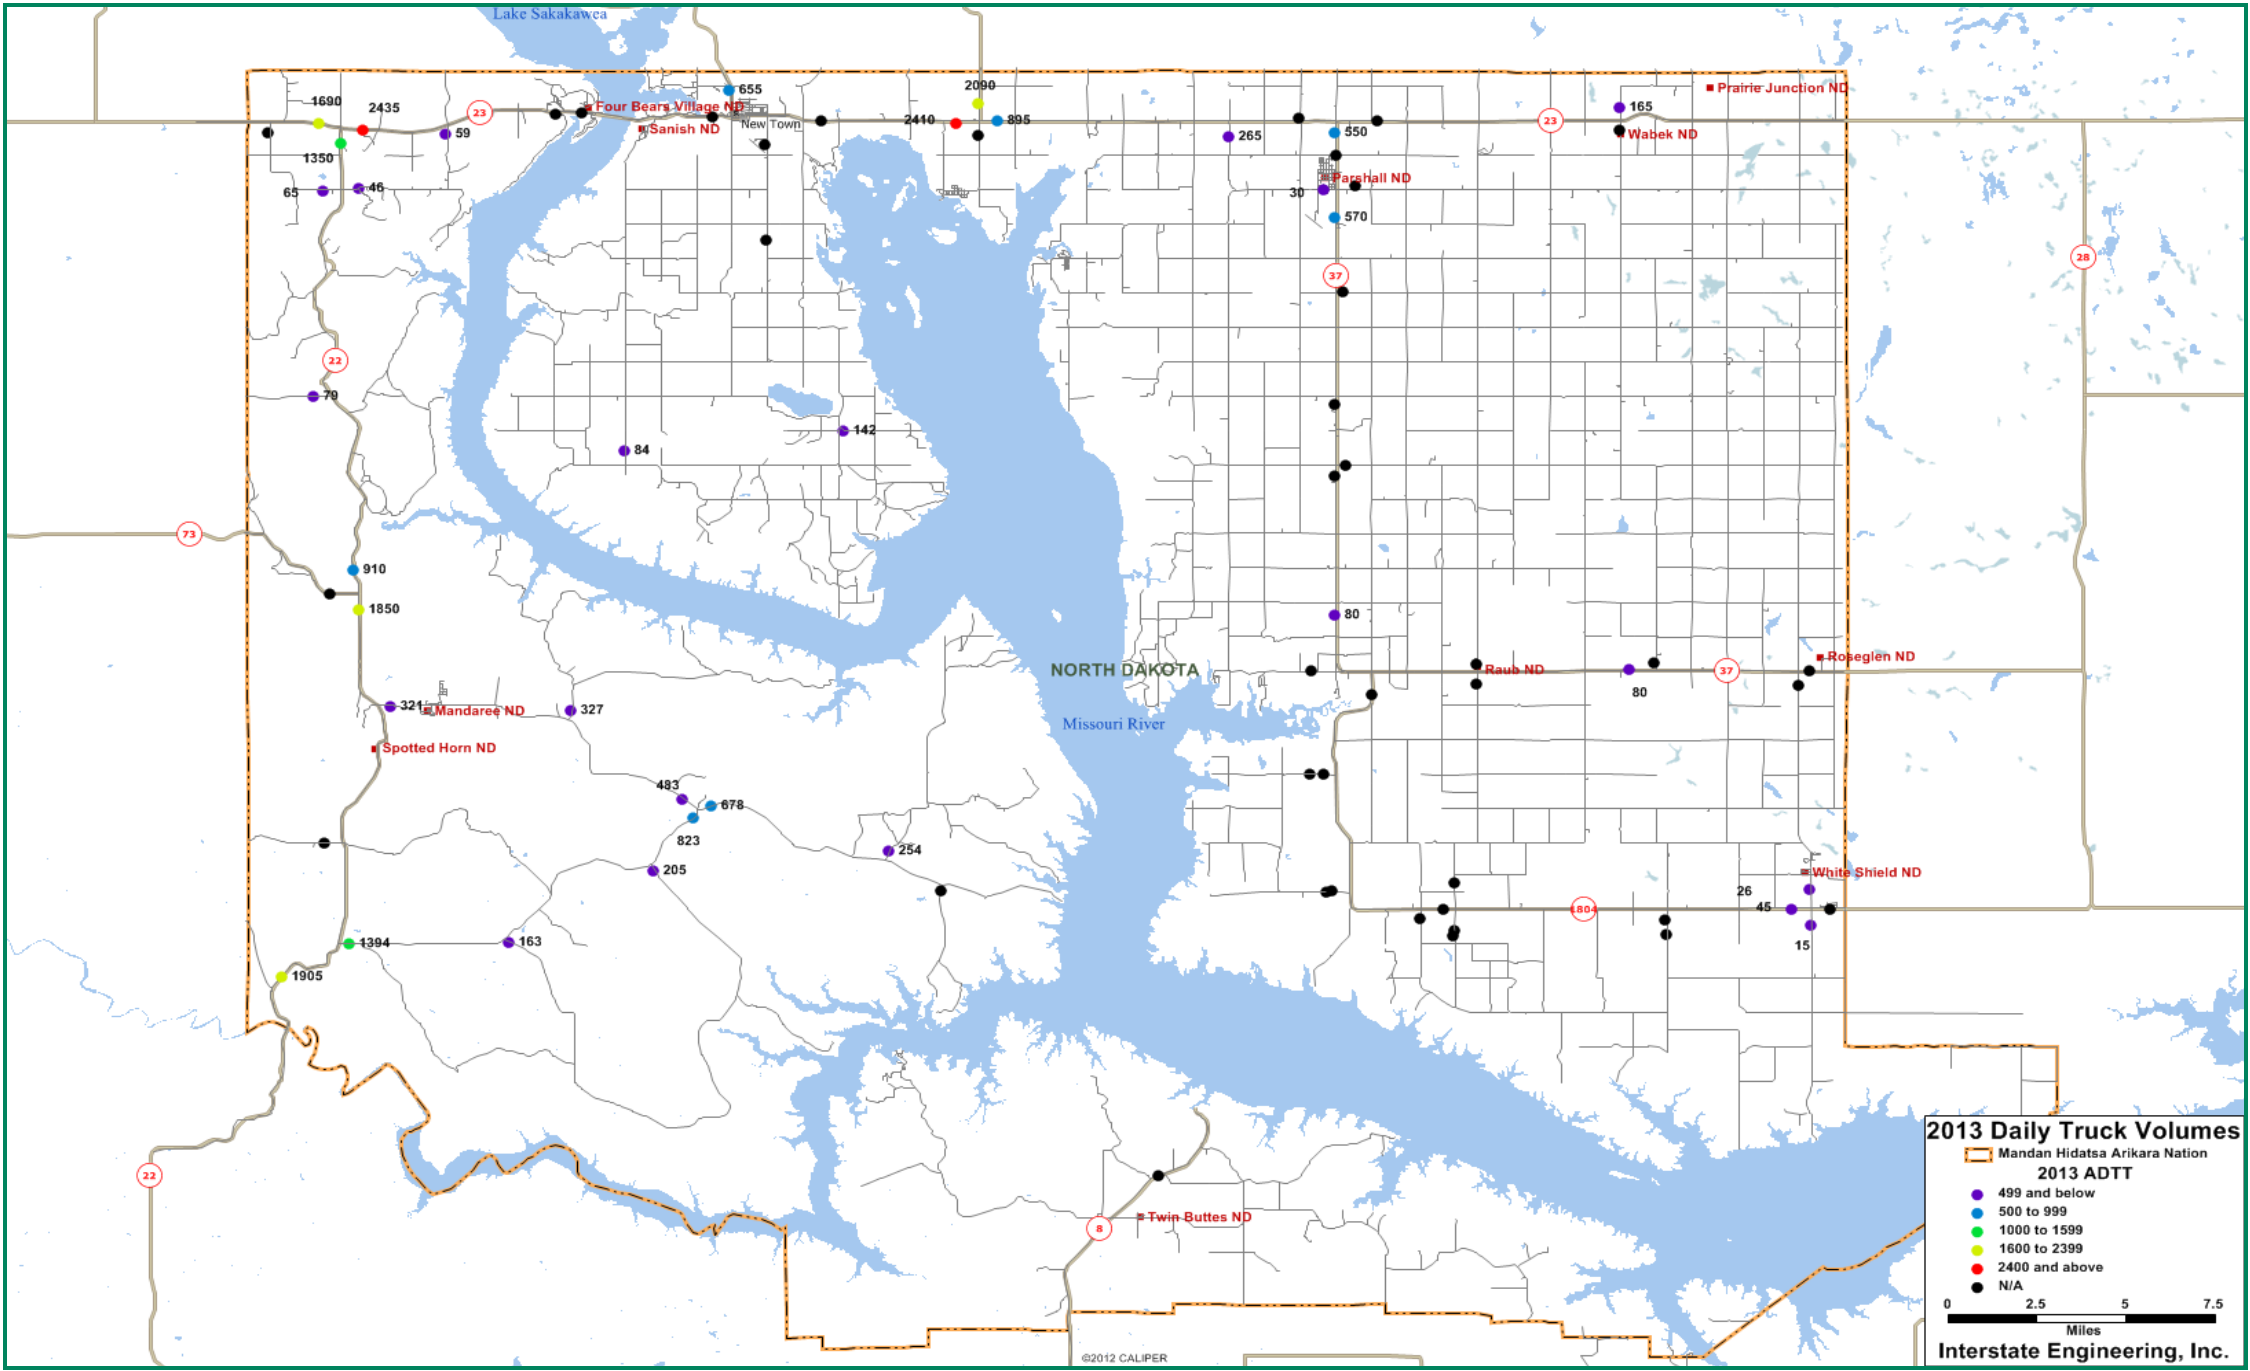 Lake Sakakawea
655
2090
Prairie Junction ND
1690
2435
23
Four Bears Village ND
165
Sanish ND
New Town
2410
895
550
23
Wabek ND
59
265
1350
65
46
Parshall ND
30
570
28
37
22
79
142
84
73
910
1850
80
NORTH DAKOTA
Raub ND
Roseglen ND
37
80
321
Mandaree ND
327
Missouri River
Spotted Horn ND
483
678
823
254
205
White Shield ND
26
45
1804
15
1394
163
1905
22
Twin Buttes ND
8
2013 Daily Truck Volumes
Mandan Hidatsa Arikara Nation
2013 ADTT
499 and below
500 to 999
1000 to 1599
1600 to 2399
2400 and above
N/A
0 2.5 5 7.5
Miles
Interstate Engineering, Inc.
©2012 CALIPER